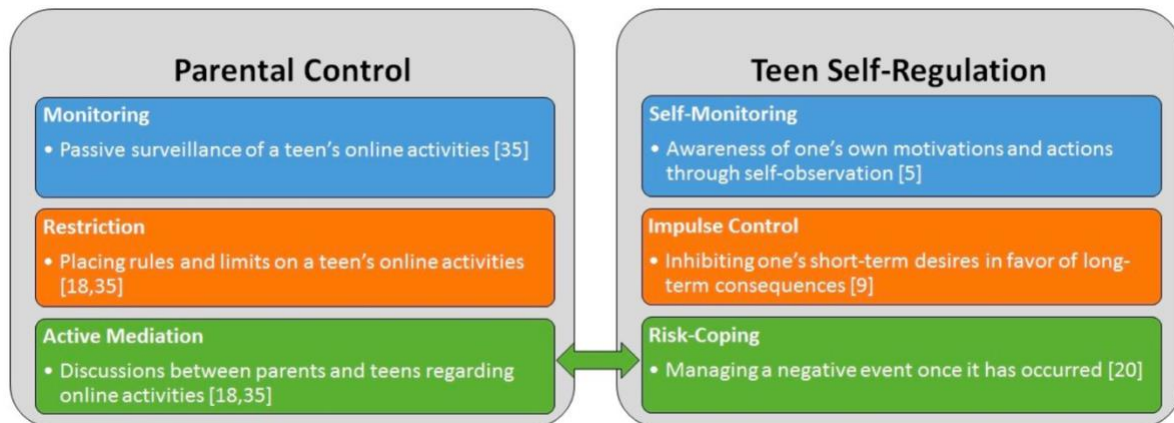 Parental Control
Monitoring
• Passive surveillance of a teen's online activities [35]
Restriction
• Placing rules and limits on a teen's online activities
[18,35]
Active Mediation
• Discussions between parents and teens regarding
online activities [18,35]
Teen Self-Regulation
Self-Monitoring
• Awareness of one's own motivations and actions
through self-observation [5]
Impulse Control
• Inhibiting one's short-term desires in favor of long-
term consequences [9]
Risk-Coping
• Managing a negative event once it has occurred [20]